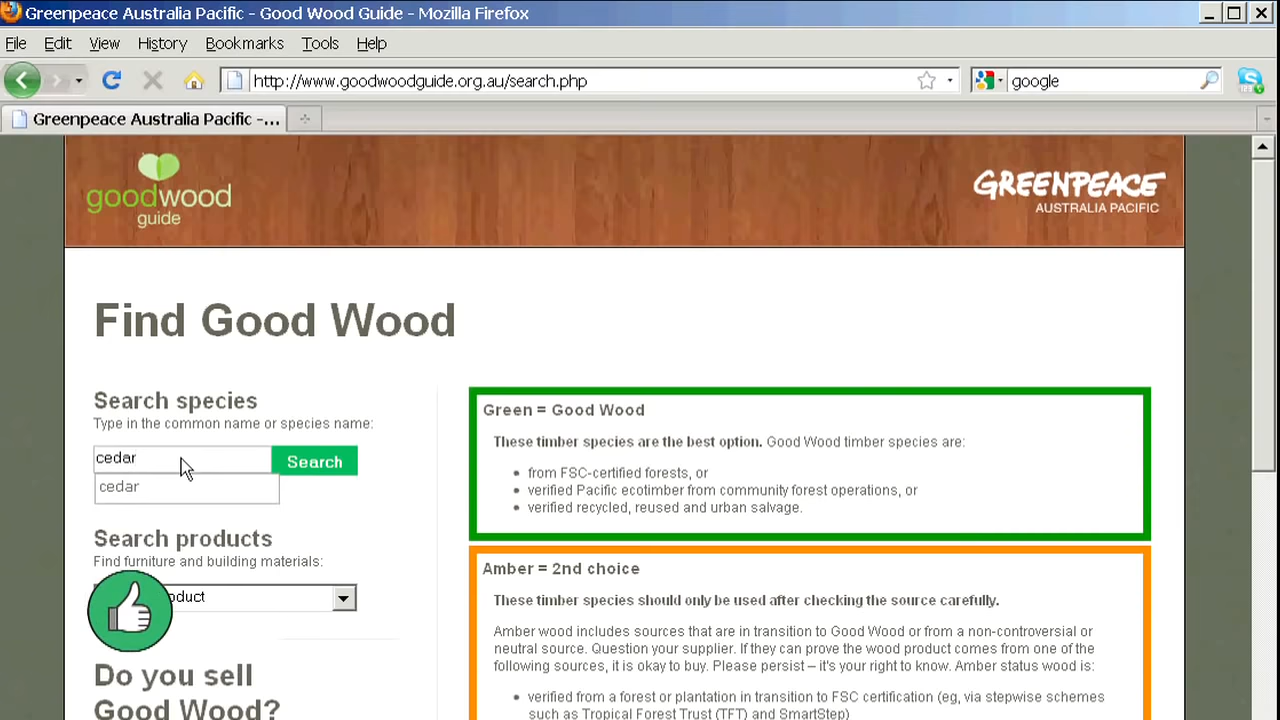 Greenpeace Australia Pacific - Good Wood Guide - Mozilla Firefox
File Edit View History Bookmarks Tools Help
http://www.goodwoodguide.org.au/search.php
google
Greenpeace Australia Pacific -...
goodwood
guide
GREENPEACE
AUSTRALIA PACIFIC
Find Good Wood
Search species
Type in the common name or species name:
cedar
Search
cedar
Search products
Find furniture and building materials:
Do you sell
Good Wood?
Green = Good Wood
These timber species are the best option. Good Wood timber species are:
• from FSC-certified forests, or
• verified Pacific ecotimber from community forest operations, or
• verified recycled, reused and urban salvage.
Amber = 2nd choice
These timber species should only be used after checking the source carefully.
Amber wood includes sources that are in transition to Good Wood or from a non-controversial or
neutral source. Question your supplier. If they can prove the wood product comes from one of the
following sources, it is okay to buy. Please persist – it's your right to know. Amber status wood is:
• verified from a forest or plantation in transition to FSC certification (eg, via stepwise schemes
such as Tropical Forest Trust (TFT) and SmartStep)